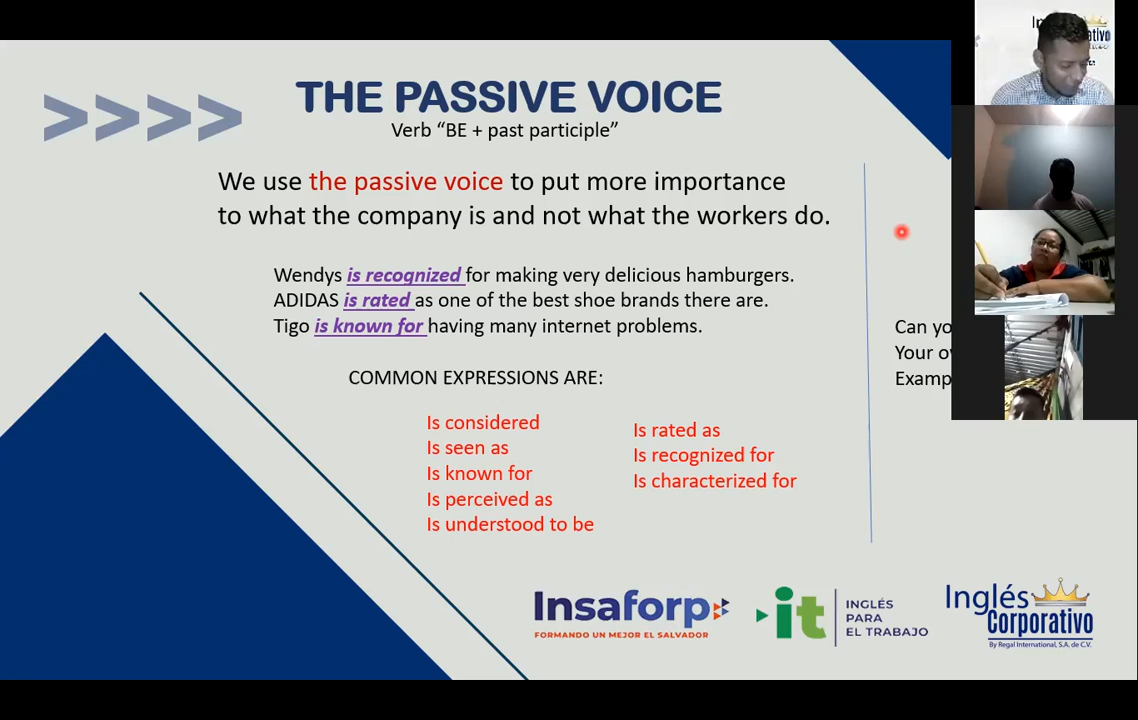 THE PASSIVE VOICE
Verb “BE + past participle”
We use the passive voice to put more importance
to what the company is and not what the workers do.
Wendys is recognized for making very delicious hamburgers.
ADIDAS is rated as one of the best shoe brands there are.
Tigo is known for having many internet problems.
COMMON EXPRESSIONS ARE:
Is considered
Is seen as
Is known for
Is perceived as
Is understood to be
Is rated as
Is recognized for
Is characterized for
Can yo
Your o
Examp
Insaforp
FORMANDO UN MEJOR EL SALVADOR
it
INGLÉS
PARA
EL TRABAJO
Inglés
Corporativo
By Regal International, S.A. de C.V.